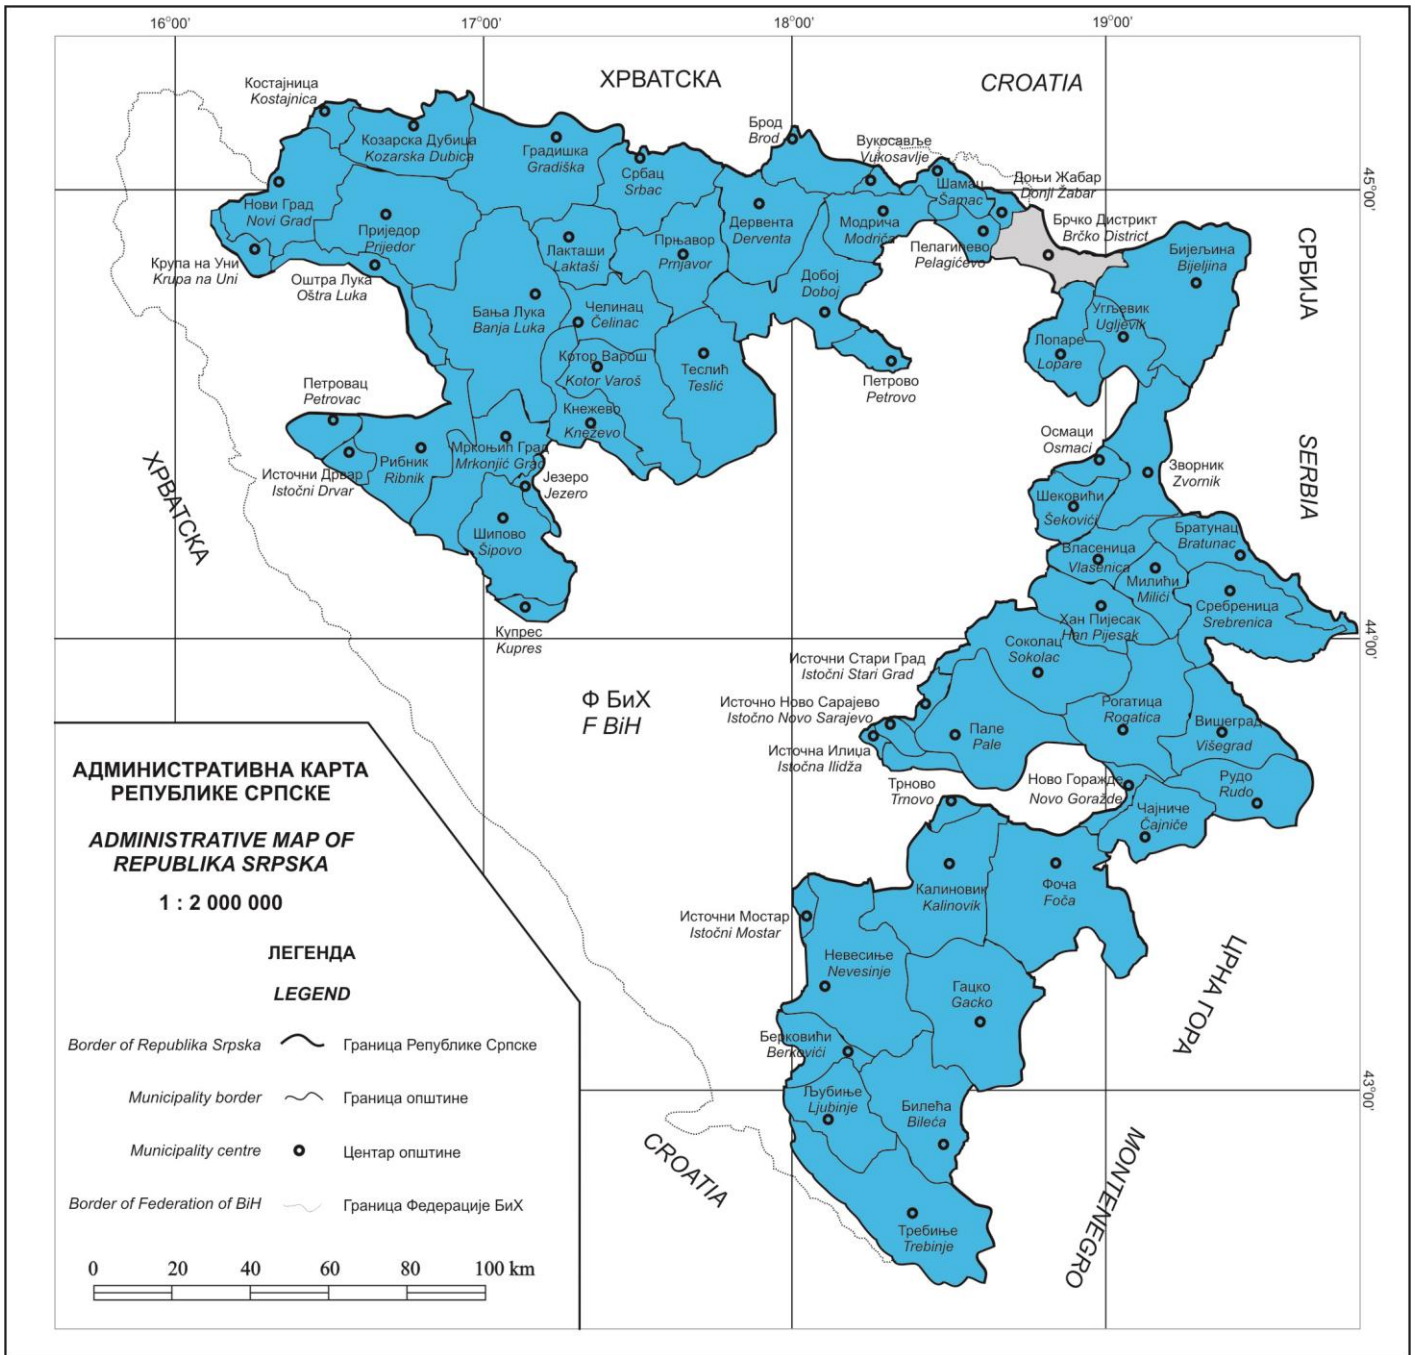 16°00'
17°00'
18°00'
19°00'
ХРВАТСКА
CROATIA
Костајница
Kostajnica
Козарска Дубица
Kozarska Dubica
Градишка
Gradiška
Србац
Srbac
Брод
Brod
Вукосавље
Vukosavlje
Шамац
Šamac
Доњи Жабар
Donji Žabar
45°00'
Нови Град
Novi Grad
Приједор
Prijedor
Лакташи
Laktaši
Прњавор
Prnjavor
Дервента
Derventa
Модрича
Modriča
Пелагићево
Pelagićevo
Брчко Дистрикт
Brčko District
Бијељина
Bijeljina
СРБИЈА
Крупа на Уни
Krupa na Uni
Оштра Лука
Oštra Luka
Бања Лука
Banja Luka
Челинац
Čelinac
Добој
Doboj
Угљевик
Ugljevik
Лопаре
Lopare
Котор Варош
Kotor Varoš
Теслић
Teslić
Петрово
Petrovo
Петровац
Petrovac
Кнежево
Kneževo
Мркоњић Град
Mrkonjić Grad
Рибник
Ribnik
Источни Дрвар
Istočni Drvar
Језеро
Jezero
Шипово
Šipovo
Купрес
Kupres
ХРВАТСКА
Осмаци
Osmaci
Зворник
Zvornik
SERBIA
Шековићи
Šekovići
Братунац
Bratunac
Власеница
Vlasenica
Милићи
Milići
Сребреница
Srebrenica
Хан Пијесак
Han Pijesak
44°00'
Соколац
Sokolac
Источни Стари Град
Istočni Stari Grad
Источно Ново Сарајево
Istočno Novo Sarajevo
Источна Илиџа
Istočna Ilidža
Пале
Pale
Рогатица
Rogatica
Вишеград
Višegrad
Ф БиХ
F BiH
Трново
Trnovo
Ново Горажде
Novo Goražde
Рудо
Rudo
Чајниче
Čajniče
Калиновик
Kalinovik
Фоча
Foča
Источни Мостар
Istočni Mostar
Невесиње
Nevesinje
Гацко
Gacko
ЦРНА ГОРА
Берковићи
Berkovići
43°00'
Љубиње
Ljubinje
Билећа
Bileća
CROATIA
MONTENEGRO
Требиње
Trebinje
АДМИНИСТРАТИВНА КАРТА
РЕПУБЛИКЕ СРПСКЕ
ADMINISTRATIVE MAP OF
REPUBLIKA SRPSKA
1 : 2 000 000
ЛЕГЕНДА
LEGEND
Border of Republika Srpska Граница Републике Српске
Municipality border Граница општине
Municipality centre Центар општине
Border of Federation of BiH Граница Федерације БиХ
0 20 40 60 80 100 km